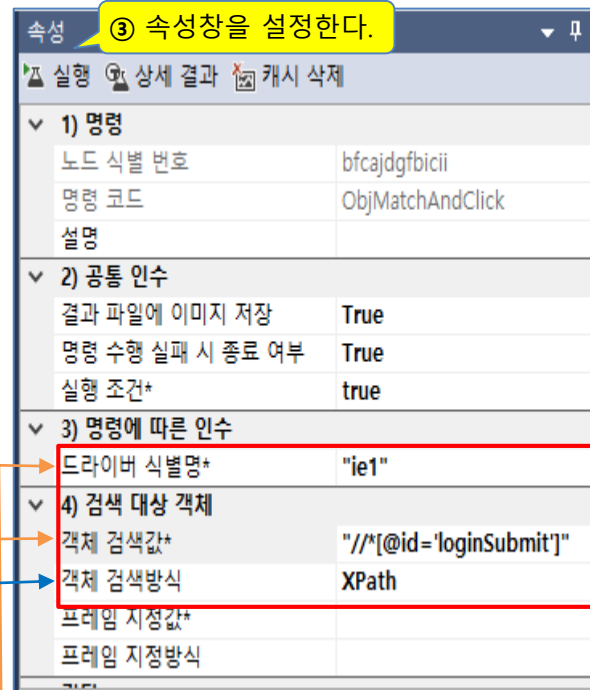 속성
③ 속성창을 설정한다.
실행 상세 결과 캐시 삭제
1) 명령
노드 식별 번호 bfcajdgfbicii
명령 코드 ObjMatchAndClick
설명
2) 공통 인수
결과 파일에 이미지 저장 True
명령 수행 실패 시 종료 여부 True
실행 조건* true
3) 명령에 따른 인수
드라이버 식별명* "ie1"
4) 검색 대상 객체
객체 검색값* "//*[@id='loginSubmit']"
객체 검색방식 XPath
프레임 지정값*
프레임 지정방식